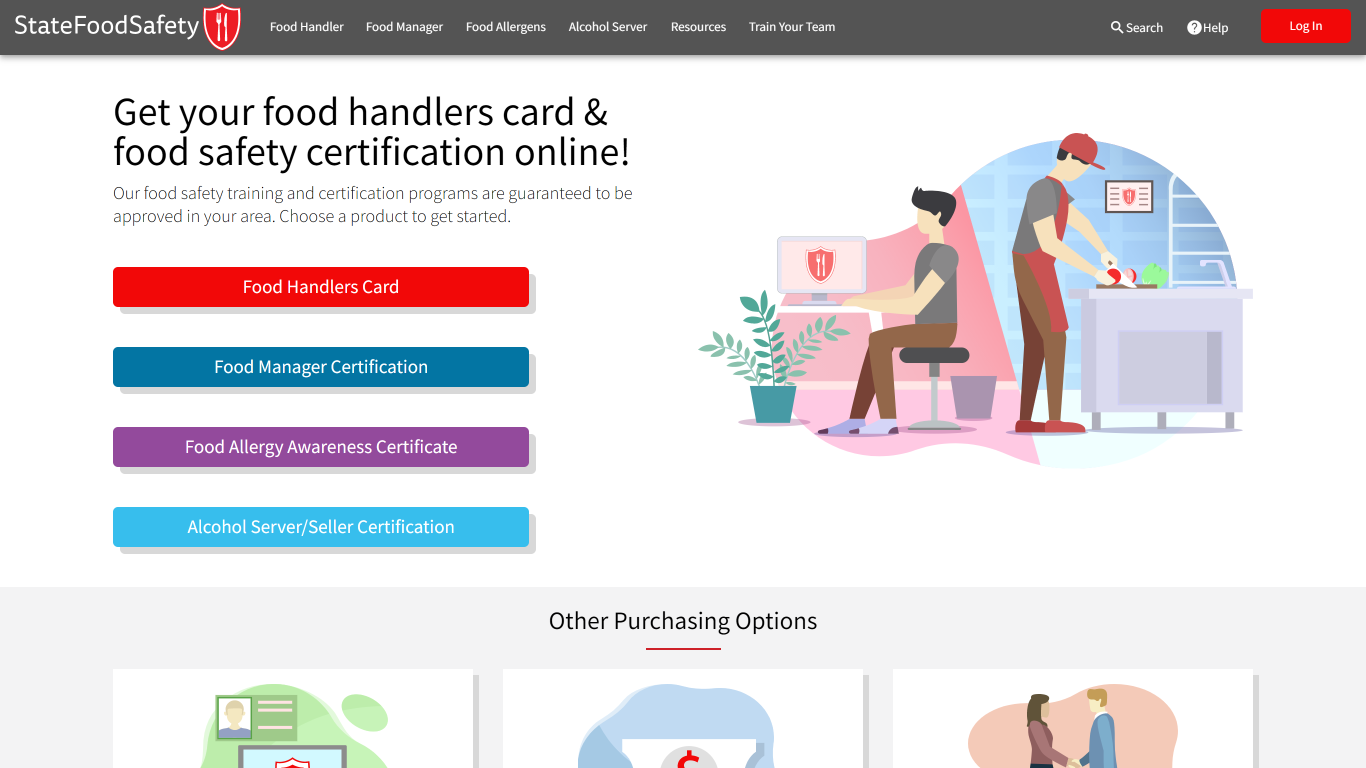 StateFoodSafety
Food Handler
Food Manager
Food Allergens
Alcohol Server
Resources
Train Your Team
Search
Help
Log In
Get your food handlers card &
food safety certification online!
Our food safety training and certification programs are guaranteed to be
approved in your area. Choose a product to get started.
Food Handlers Card
Food Manager Certification
Food Allergy Awareness Certificate
Alcohol Server/Seller Certification
Other Purchasing Options
$